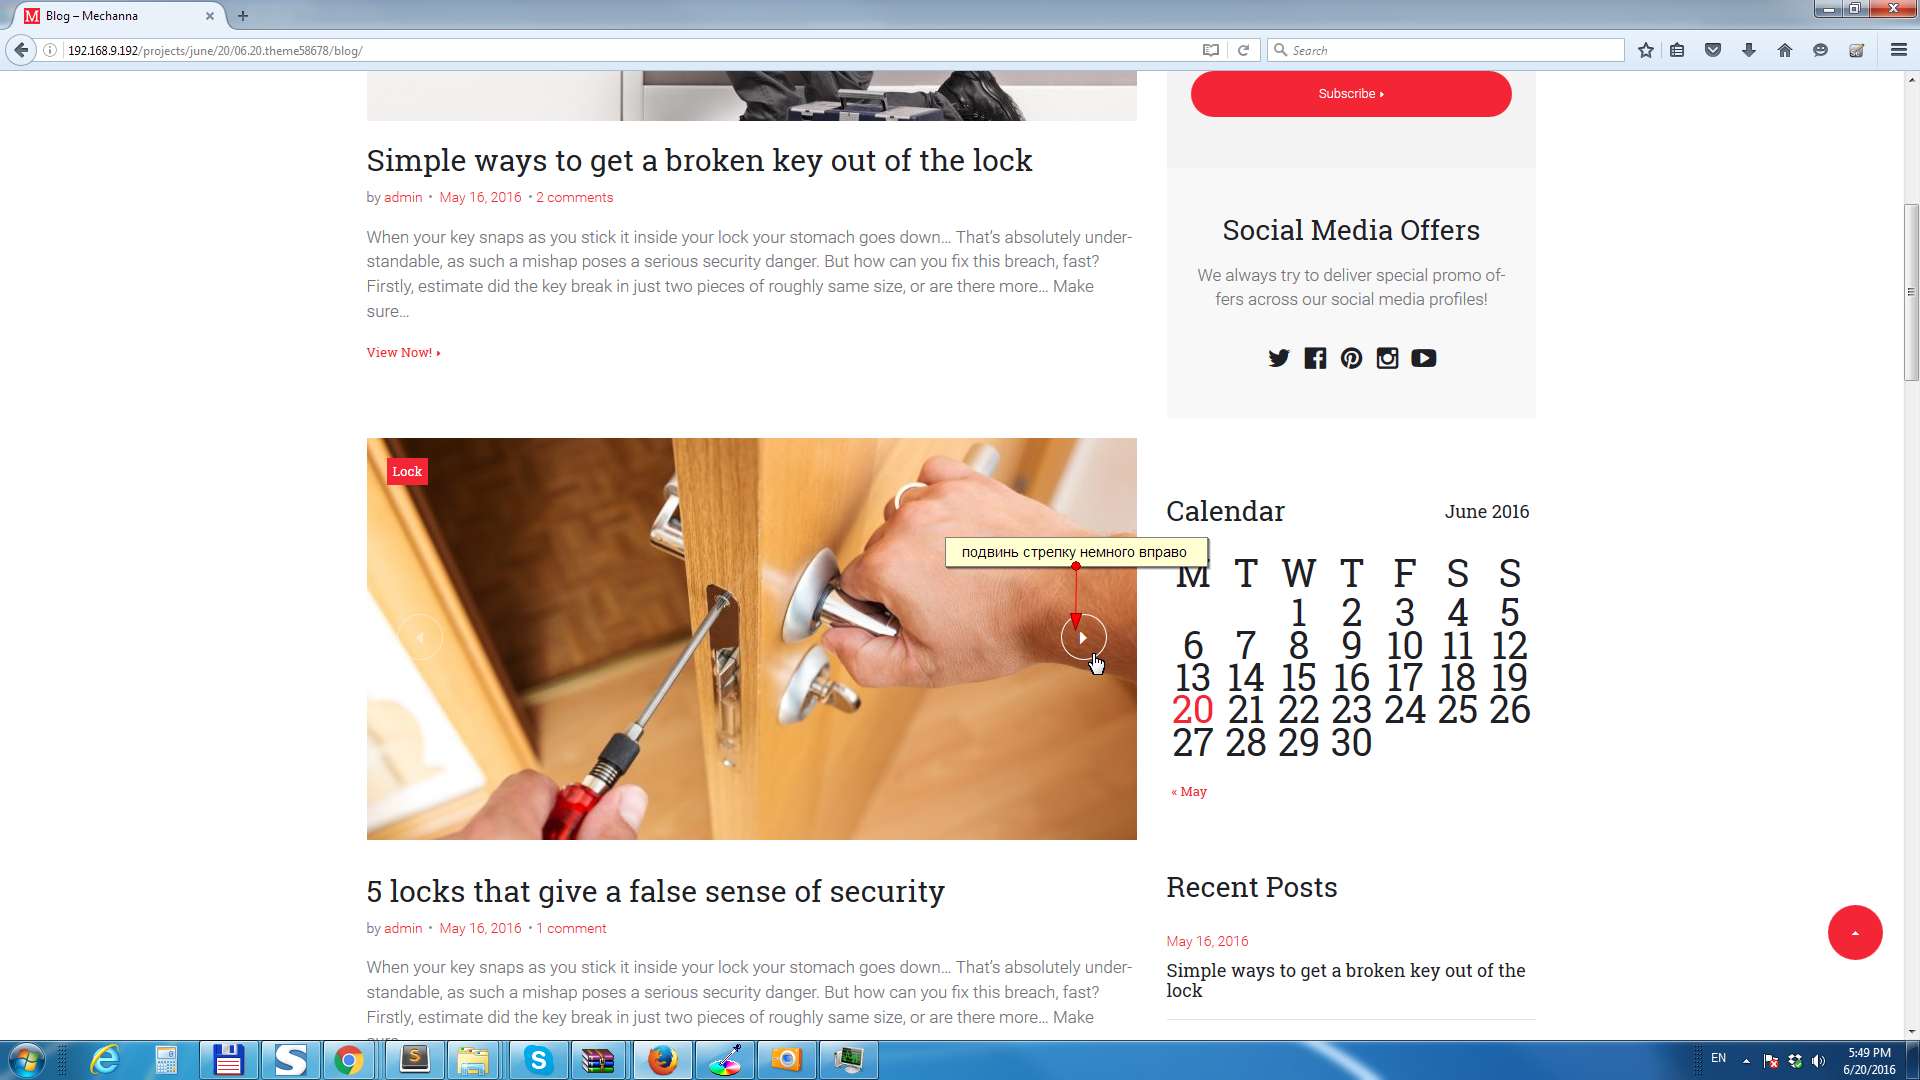 Blog – Mechanna
192.168.9.192/projects/june/20/06.20.theme58678/blog/
Search
Subscribe
Simple ways to get a broken key out of the lock
by admin • May 16, 2016 • 2 comments
When your key snaps as you stick it inside your lock your stomach goes down… That's absolutely under-
standable, as such a mishap poses a serious security danger. But how can you fix this breach, fast?
Firstly, estimate did the key break in just two pieces of roughly same size, or are there more… Make
sure…
View Now!
Social Media Offers
We always try to deliver special promo of-
fers across our social media profiles!
Lock
подвинь стрелку немного вправо
Calendar
June 2016
M T W T F S S
1 2 3 4 5
6 7 8 9 10 11 12
13 14 15 16 17 18 19
20 21 22 23 24 25 26
27 28 29 30
« May
5 locks that give a false sense of security
by admin • May 16, 2016 • 1 comment
When your key snaps as you stick it inside your lock your stomach goes down… That's absolutely under-
standable, as such a mishap poses a serious security danger. But how can you fix this breach, fast?
Firstly, estimate did the key break in just two pieces of roughly same size, or are there more… Make
Recent Posts
May 16, 2016
Simple ways to get a broken key out of the
lock
EN
5:49 PM
6/20/2016